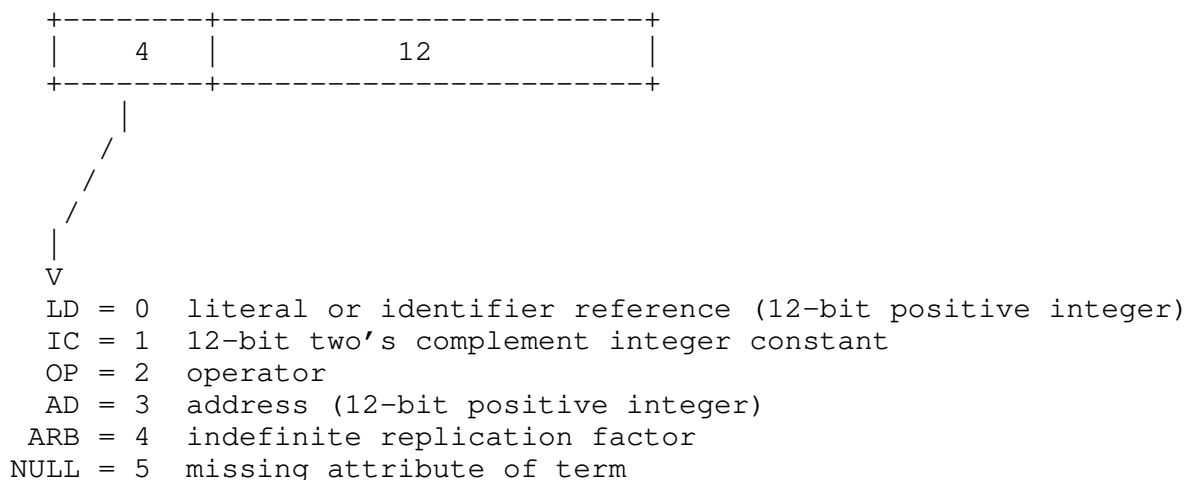 +--------+------------------------+
|    4   |           12           |
+--------+------------------------+
|
/
/
/
|
V
LD = 0  literal or identifier reference (12-bit positive integer)
IC = 1  12-bit two's complement integer constant
OP = 2  operator
AD = 3  address (12-bit positive integer)
ARB = 4  indefinite replication factor
NULL = 5  missing attribute of term